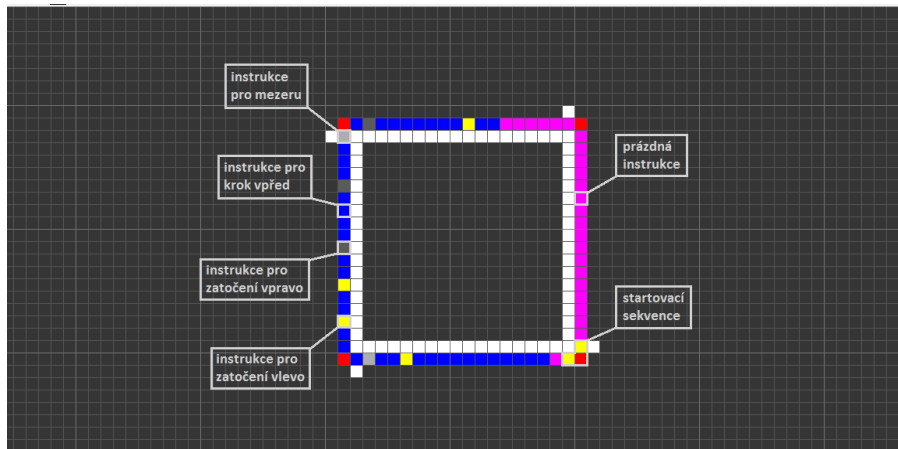 instrukce
pro mezeru
instrukce pro
krok vpřed
instrukce pro
zatočení vpravo
instrukce pro
zatočení vlevo
prázdná
instrukce
startovací
sekvence